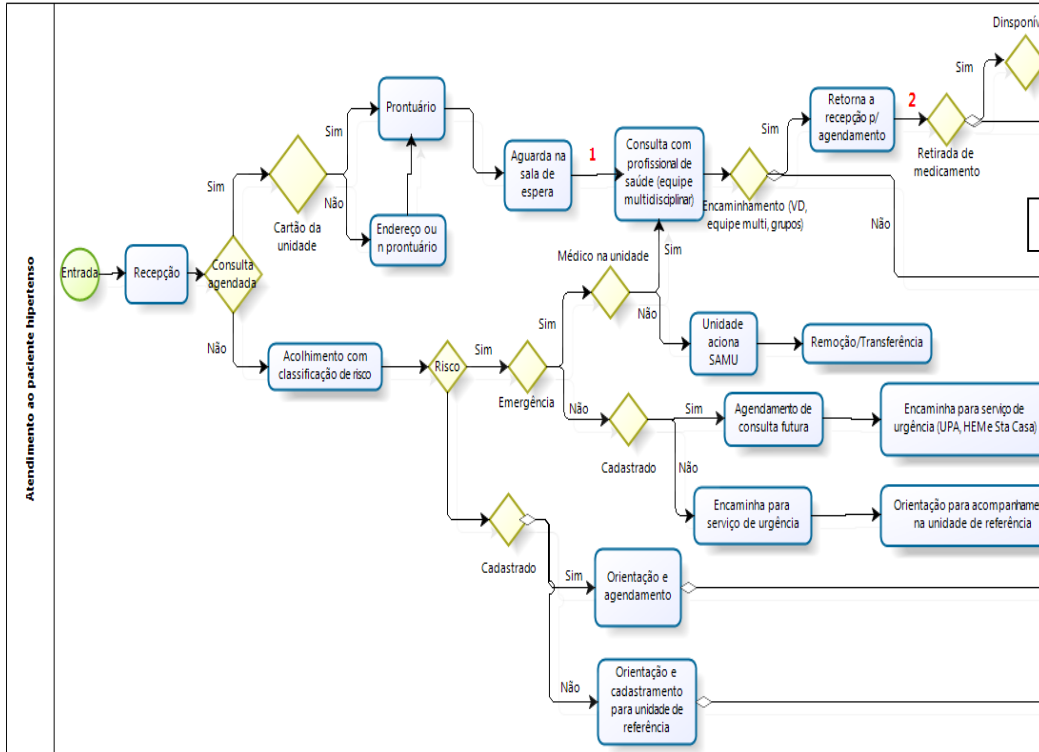 Atendimento ao paciente hipertenso
Entrada
Recepção
Consulta
agendada
Sim
Não
Cartão da
unidade
Sim
Não
Prontuário
Endereço ou
n prontuário
Aguarda na
sala de
espera
1
Consulta com
profissional de
saúde (equipe
multidisciplinar)
Encaminhamento (VD,
equipe multi, grupos)
Sim
Não
Retorna a
recepção p/
agendamento
2
Retirada de
medicamento
Sim
Dinsponív
Acolhimento com
classificação de risco
Risco
Sim
Emergência
Sim
Não
Médico na unidade
Sim
Não
Unidade
aciona
SAMU
Remoção/Transferência
Cadastrado
Sim
Não
Agendamento de
consulta futura
Encaminha para serviço de
urgência (UPA, HEM e Sta Casa)
Encaminha para
serviço de urgência
Orientação para acompanhame
na unidade de referência
Cadastrado
Sim
Não
Orientação e
agendamento
Orientação e
cadastramento
para unidade de
referência